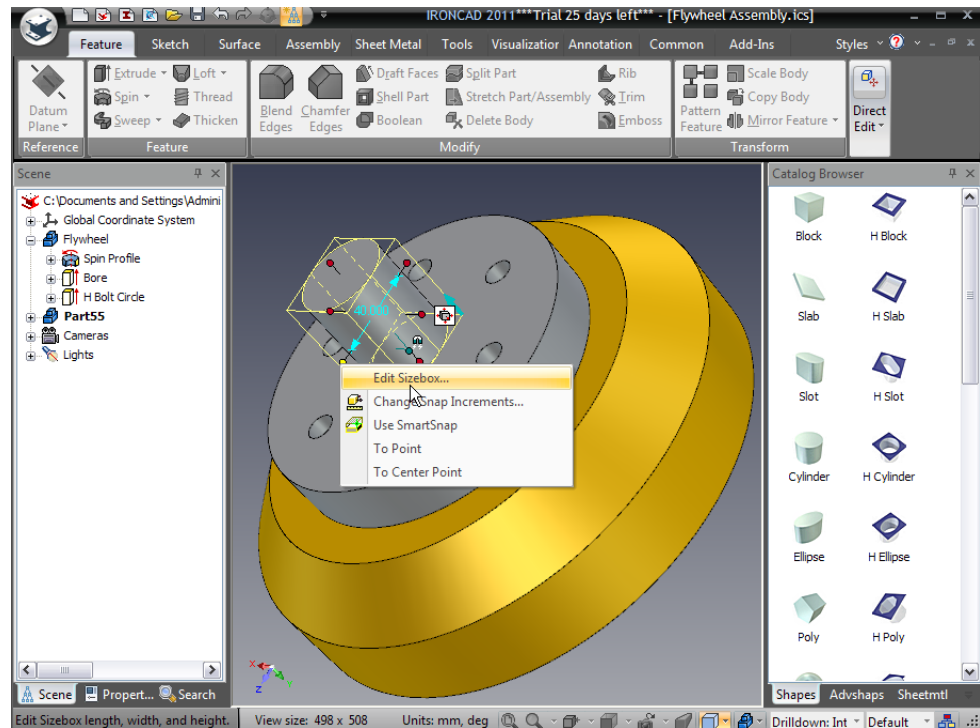 IRONCAD 2011***Trial 25 days left*** - [Flywheel Assembly.ics]
Feature Sketch Surface Assembly Sheet Metal Tools Visualization Annotation Common Add-Ins Styles
Extrude Loft Draft Faces Split Part Rib Scale Body
Spin Thread Shell Part Stretch Part/Assembly Trim Copy Body
Datum Plane Sweep Thicken Blend Edges Chamfer Edges Boolean Delete Body Emboss Pattern Feature Mirror Feature Direct Edit
Reference Feature Modify Transform
Scene
C:\Documents and Settings\Admini
Global Coordinate System
Flywheel
Spin Profile
Bore
H Bolt Circle
Part55
Cameras
Lights
40.000
Edit Sizebox...
Change Snap Increments...
Use SmartSnap
To Point
To Center Point
X
Z
Catalog Browser
Block H Block
Slab H Slab
Slot H Slot
Cylinder H Cylinder
Ellipse H Ellipse
Poly H Poly
Scene Propert... Search
Shapes Advshaps Sheetmtl
Edit Sizebox length, width, and height. View size: 498 x 508 Units: mm, deg Drilldown: Int Default